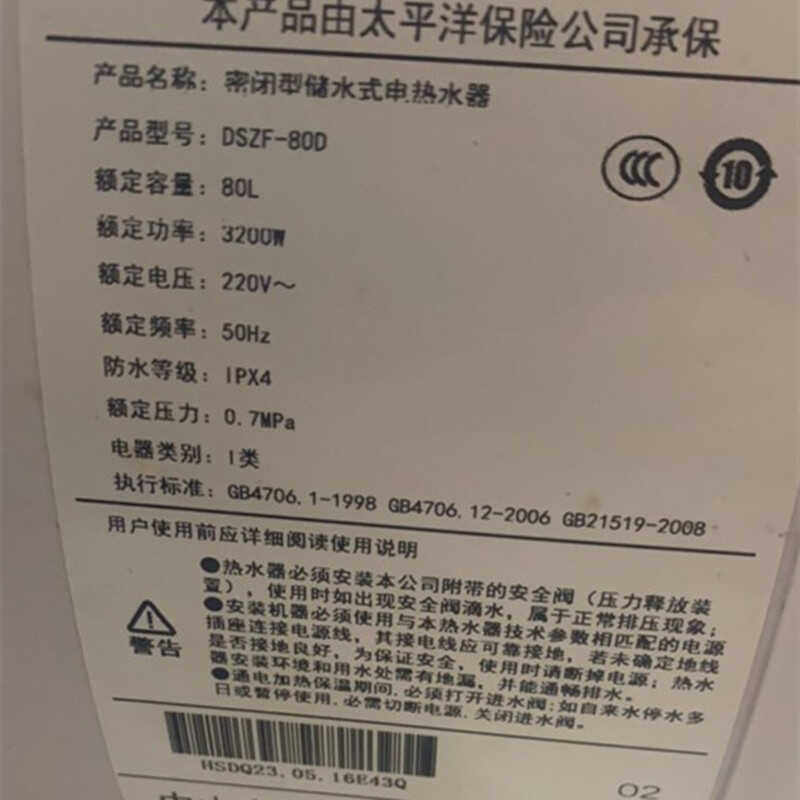 本产品由太平洋保险公司承保
产品名称：密闭型储水式电热水器
产品型号：DSZF-80D
额定容量：80L
额定功率：3200W
额定电压：220V～
额定频率：50Hz
防水等级：IPX4
额定压力：0.7MPa
电器类别：I类
执行标准：GB4706.1-1998 GB4706.12-2006 GB21519-2008
CCC
10
用户使用前应详细阅读使用说明
●热水器必须安装本公司附带的安全阀（压力释放装
置），使用时如出现安全阀滴水，属于正常排压现象；
●安装机器必须使用与本热水器技术参数相匹配的电源
插座连接电源线，其接电线应可靠接地，若未确定地线
是否接地良好，为保证安全，使用时请断掉电源；热水
器安装环境和用水处需有地漏，并能通畅排水。
●通电加热保温期间.必须打开进水阀:如自来水停水多
日或暂停使用.必需切断电源.关闭进水阀。
警告
HSDQ23.05.16E43Q
02